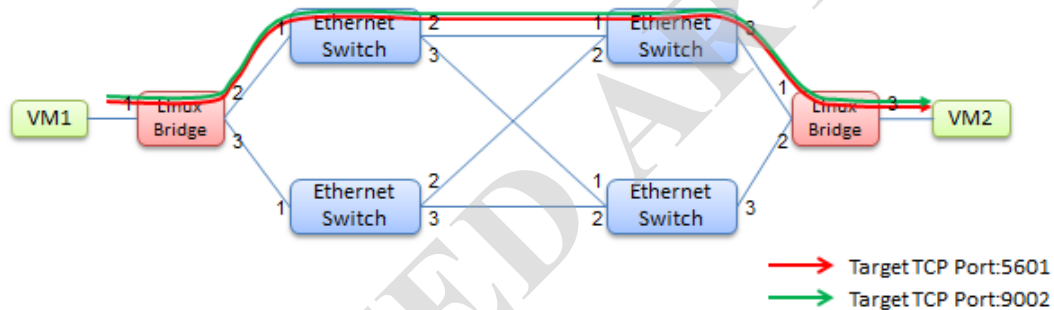 Ethernet
Switch
1
2
3
Ethernet
Switch
1
2
3
VM1
1
Linux
Bridge
2
3
1
2
Linux
Bridge
3
VM2
Ethernet
Switch
1
2
3
Ethernet
Switch
1
2
3
Target TCP Port:5601
Target TCP Port:9002